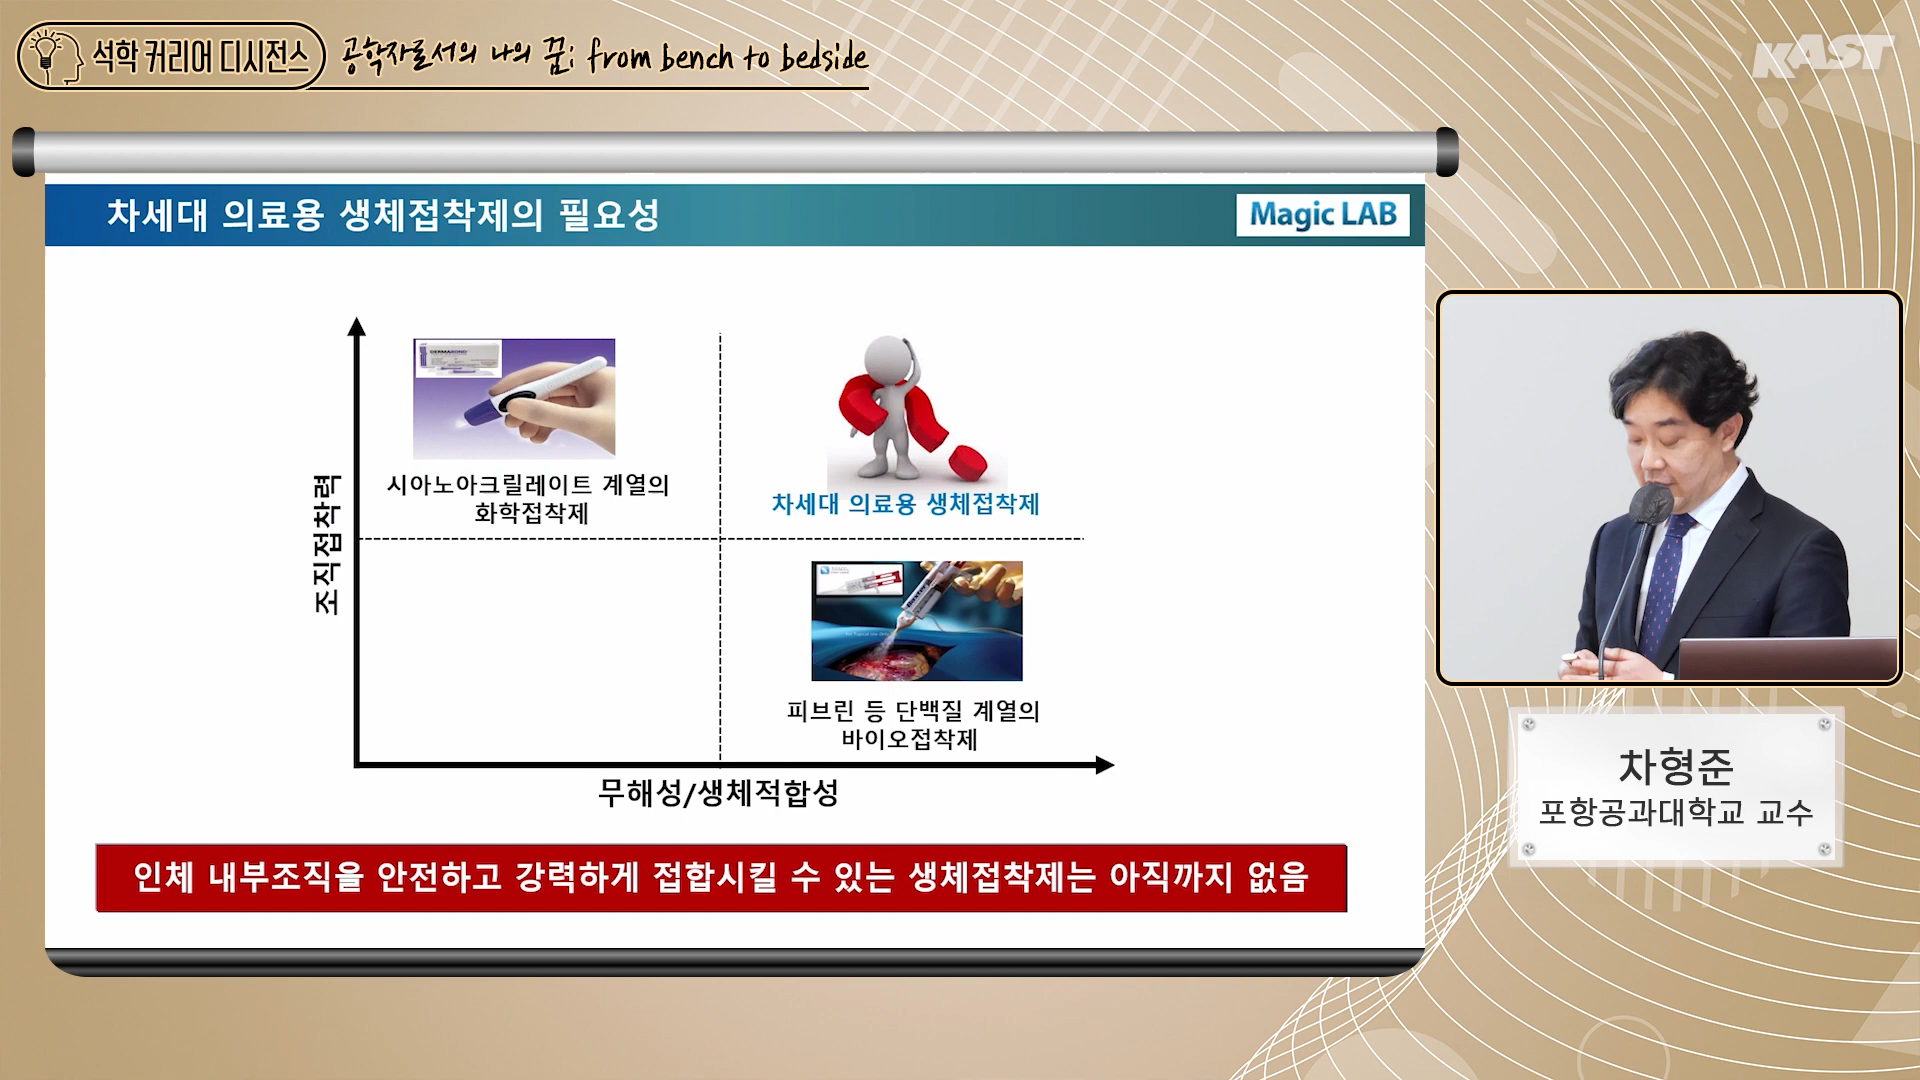 석학 커리어 디시전스
공학자로서의 나의 꿈; from bench to bedside
KAST
차세대 의료용 생체접착제의 필요성
Magic LAB
DERMABOND
시아노아크릴레이트 계열의
화학접착제
차세대 의료용 생체접착제
조직접착력
피브린 등 단백질 계열의
바이오접착제
무해성/생체적합성
인체 내부조직을 안전하고 강력하게 접합시킬 수 있는 생체접착제는 아직까지 없음
차형준
포항공과대학교 교수